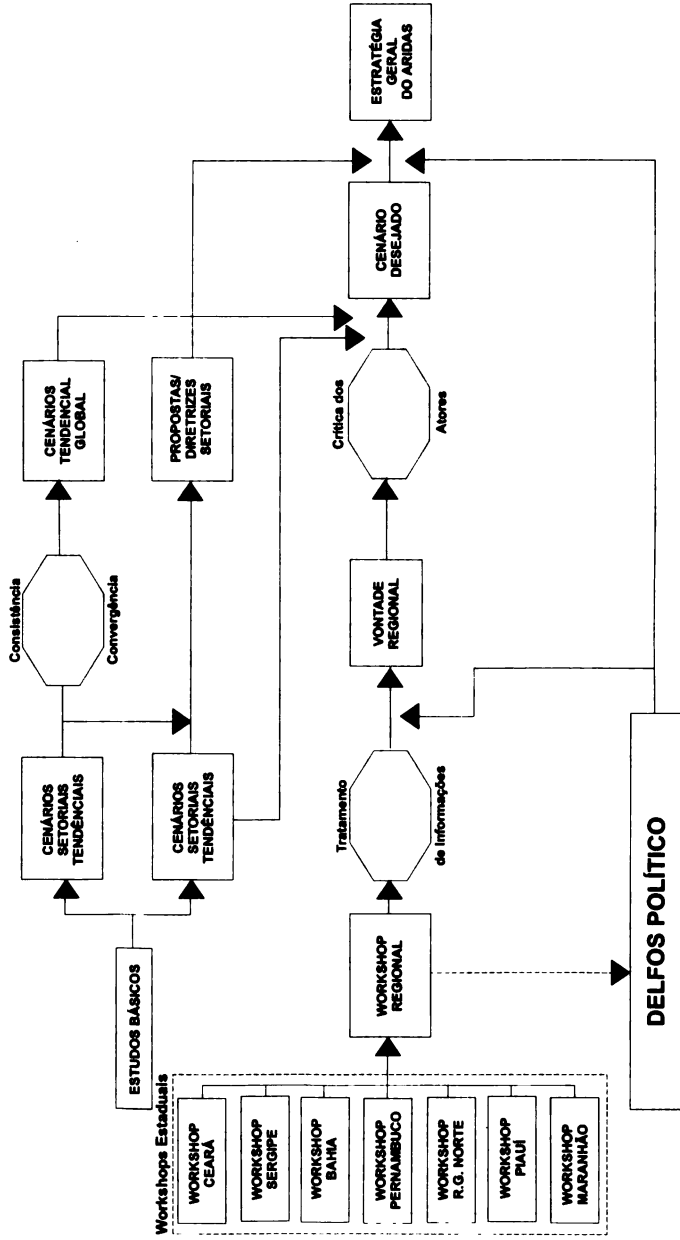 ESTUDOS BÁSICOS
CENÁRIOS
SETORIAIS
TENDÊNCIAIS
Consistência
Convergência
CENÁRIOS
TENDENCIAL
GLOBAL
CENÁRIOS
SETORIAIS
TENDÊNCIAIS
PROPOSTAS/
DIRETRIZES
SETORIAIS
Workshops Estaduais
WORKSHOP
CEARÁ
WORKSHOP
SERGIPE
WORKSHOP
BAHIA
WORKSHOP
PERNAMBUCO
WORKSHOP
R.G. NORTE
WORKSHOP
PIAUÍ
WORKSHOP
MARANHÃO
WORKSHOP
REGIONAL
Tratamento
de Informações
VONTADE
REGIONAL
Crítica dos
Atores
CENÁRIO
DESEJADO
ESTRATÉGIA
GERAL
DO ARIDAS
DELFOS POLÍTICO